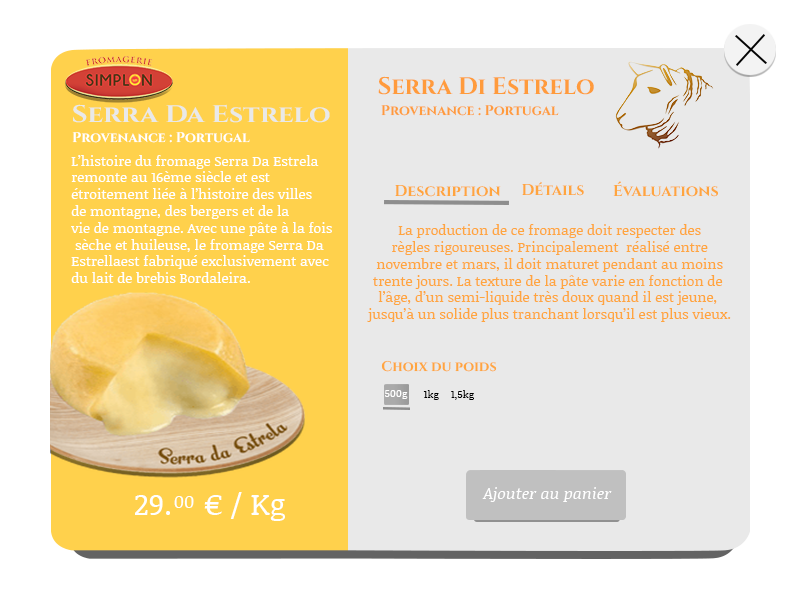 FROMAGERIE
SIMPLON
Serra Da Estrelo
Provenance : Portugal
L'histoire du fromage Serra Da Estrela
remonte au 16ème siècle et est
étroitement liée à l'histoire des villes
de montagne, des bergers et de la
vie de montagne. Avec une pâte à la fois
sèche et huileuse, le fromage Serra Da
Estrellaest fabriqué exclusivement avec
du lait de brebis Bordaleira.
Serra da Estrela
29.00 € / Kg
Serra Di Estrelo
Provenance : Portugal
Description Détails Évaluations
La production de ce fromage doit respecter des
règles rigoureuses. Principalement réalisé entre
novembre et mars, il doit maturet pendant au moins
trente jours. La texture de la pâte varie en fonction de
l'âge, d'un semi-liquide très doux quand il est jeune,
jusqu'à un solide plus tranchant lorsqu'il est plus vieux.
Choix du poids
500g 1kg 1,5kg
Ajouter au panier